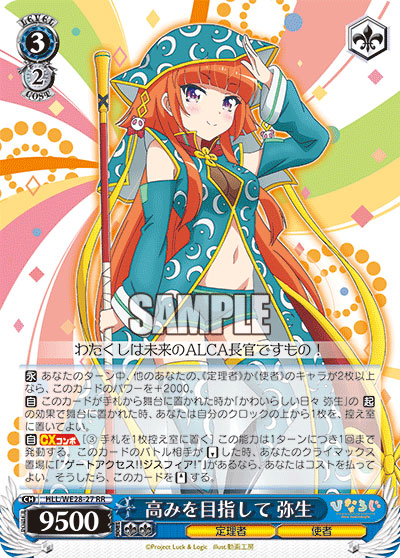 LEVEL
3
2
COST
SAMPLE
わたくしは未来のALCA長官ですもの！
永 あなたのターン中、他のあなたの、《定理者》か《使者》のキャラが2枚以上
なら、このカードのパワーを＋2000。
自 このカードが手札から舞台に置かれた時か「かわいらしい日々 弥生」の 起
の効果で舞台に置かれた時、あなたは自分のクロックの上から1枚を、控室
に置いてよい。
自 CXコンボ ［③ 手札を1枚控え室に置く］ この能力は1ターンにつき1回まで
発動する。このカードのバトル相手が した時、あなたのクライマックス
置場に「“ゲートアクセス!!ジスフィア!”」があるなら、あなたはコストを払っ
てよい。そうしたら、このカードを する。
CH HLL/WE28-27 RR
9500
高みを目指して 弥生
定理者
使者
ひなろじ
©Project Luck & Logic illust 動画工房